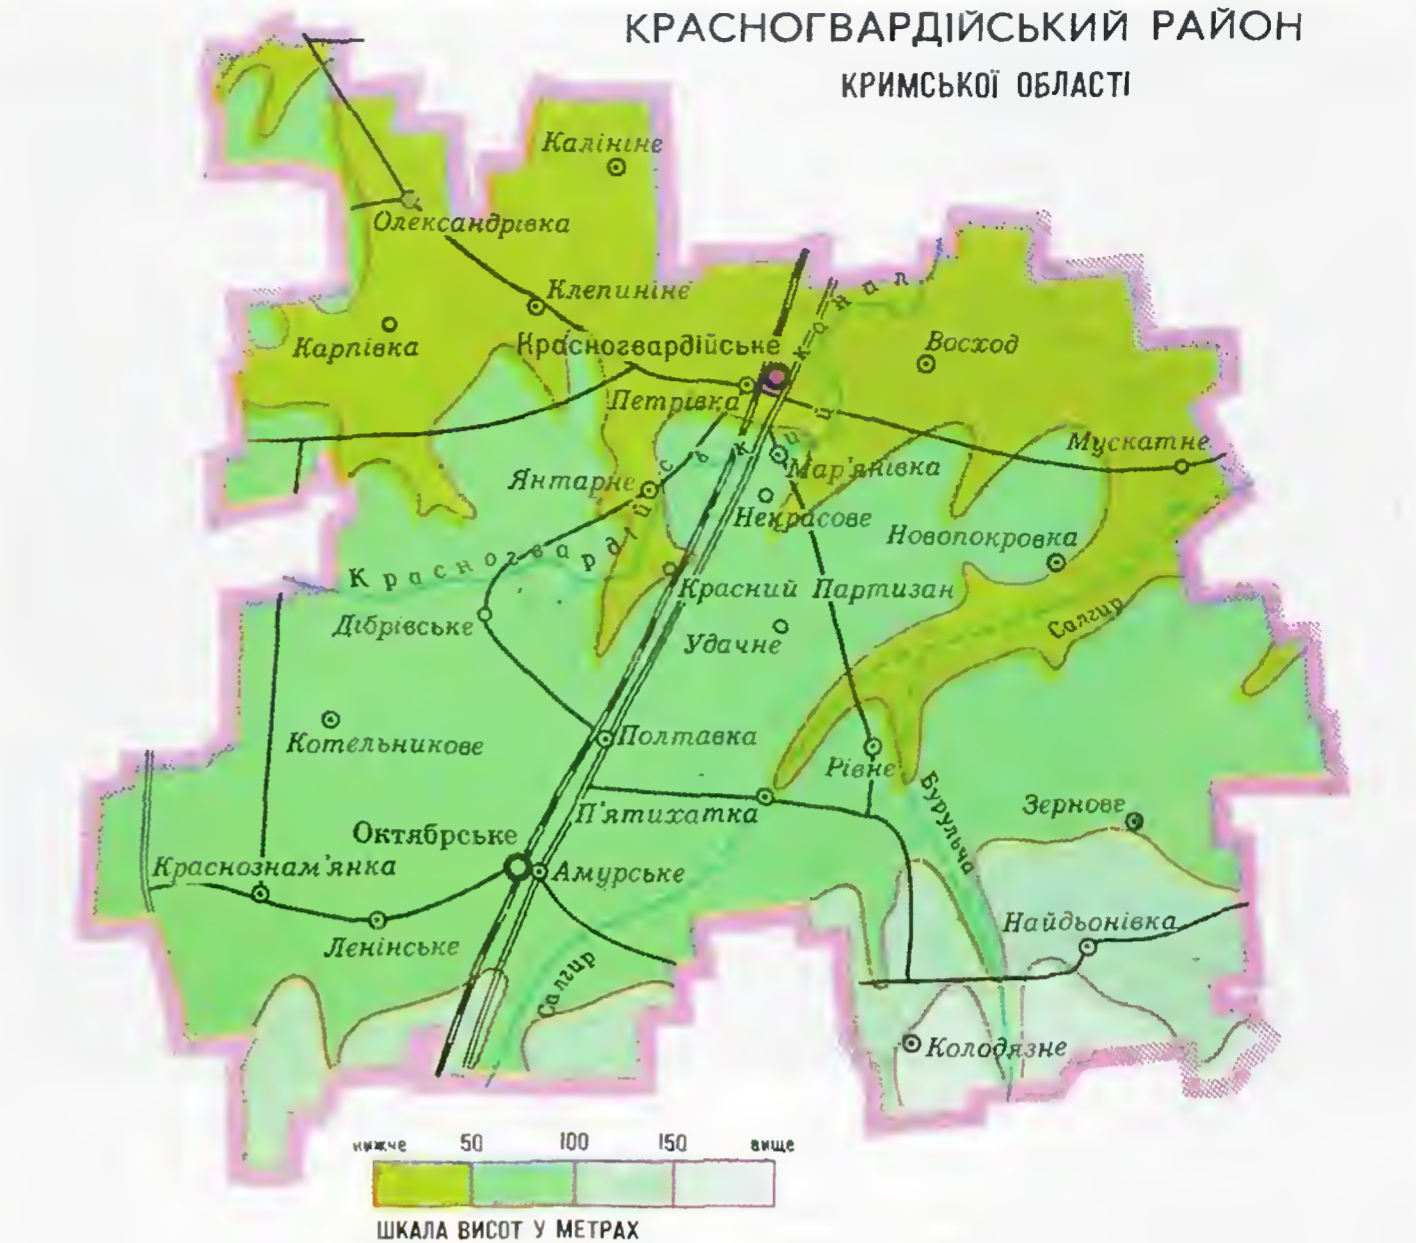 КРАСНОГВАРДІЙСЬКИЙ РАЙОН
КРИМСЬКОЇ ОБЛАСТІ
Калініне
Олександрівка
Клепиніне
Карпівка
Красногвардійське
Восход
Петрівка
Мускатне
Мар'янівка
Янтарне
Некрасове
Новопокровка
Красногвардійський канал
Красний Партизан
Салгир
Дібрівське
Удачне
Котельникове
Полтавка
Рівне
Бурульча
Зернове
П'ятихатка
Октябрське
Краснознам'янка
Амурське
Ленінське
Найдьонівка
Салгир
Колодязне
нижче 50 100 150 вище
ШКАЛА ВИСОТ У МЕТРАХ